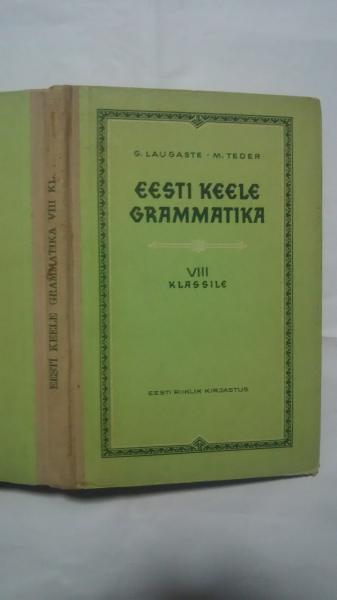 G. LAUGASTE - M. TEDER
EESTI KEELE
GRAMMATIKA
VIII
KLASSILE
EESTI RIIKLIK KIRJASTUS
EESTI KEELE GRAMMATIKA VIII KL.